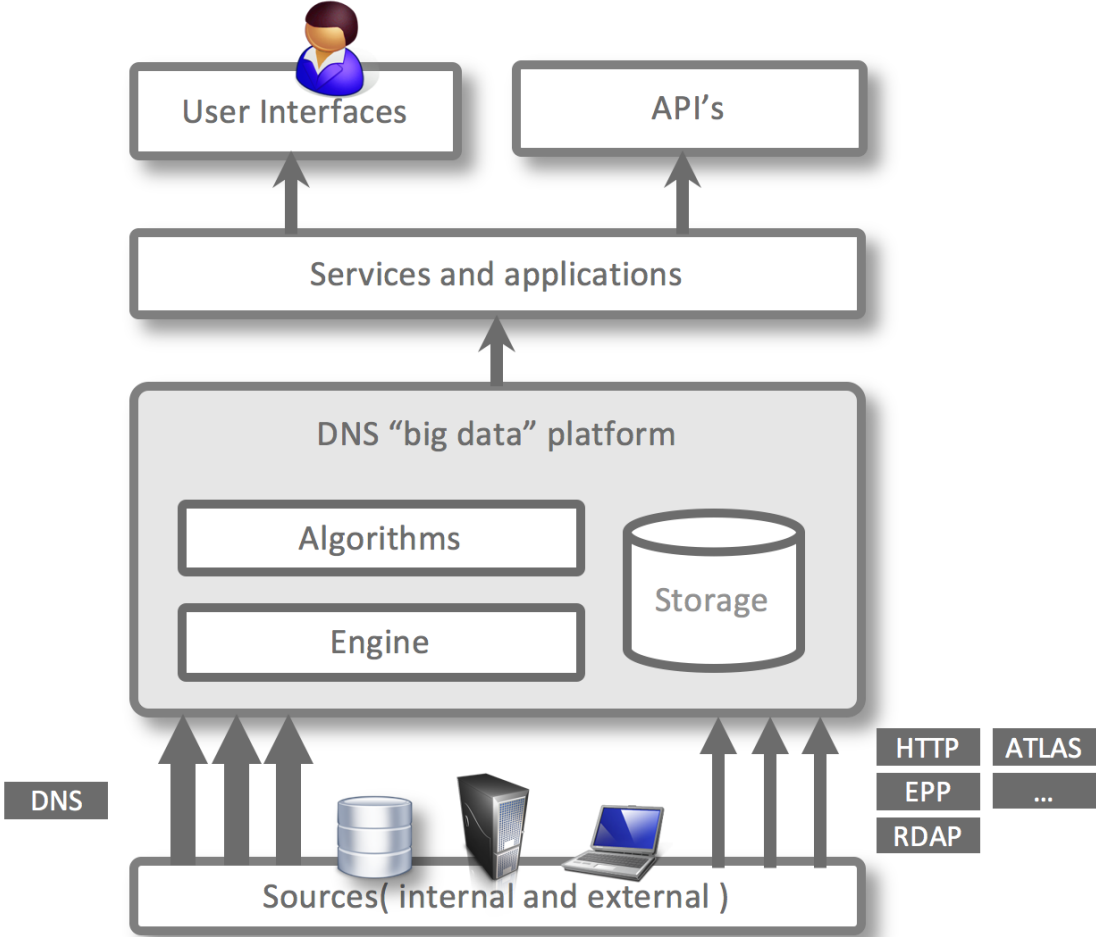 User Interfaces
API's
Services and applications
DNS “big data” platform
Algorithms
Storage
Engine
HTTP
ATLAS
DNS
EPP
...
RDAP
Sources( internal and external )